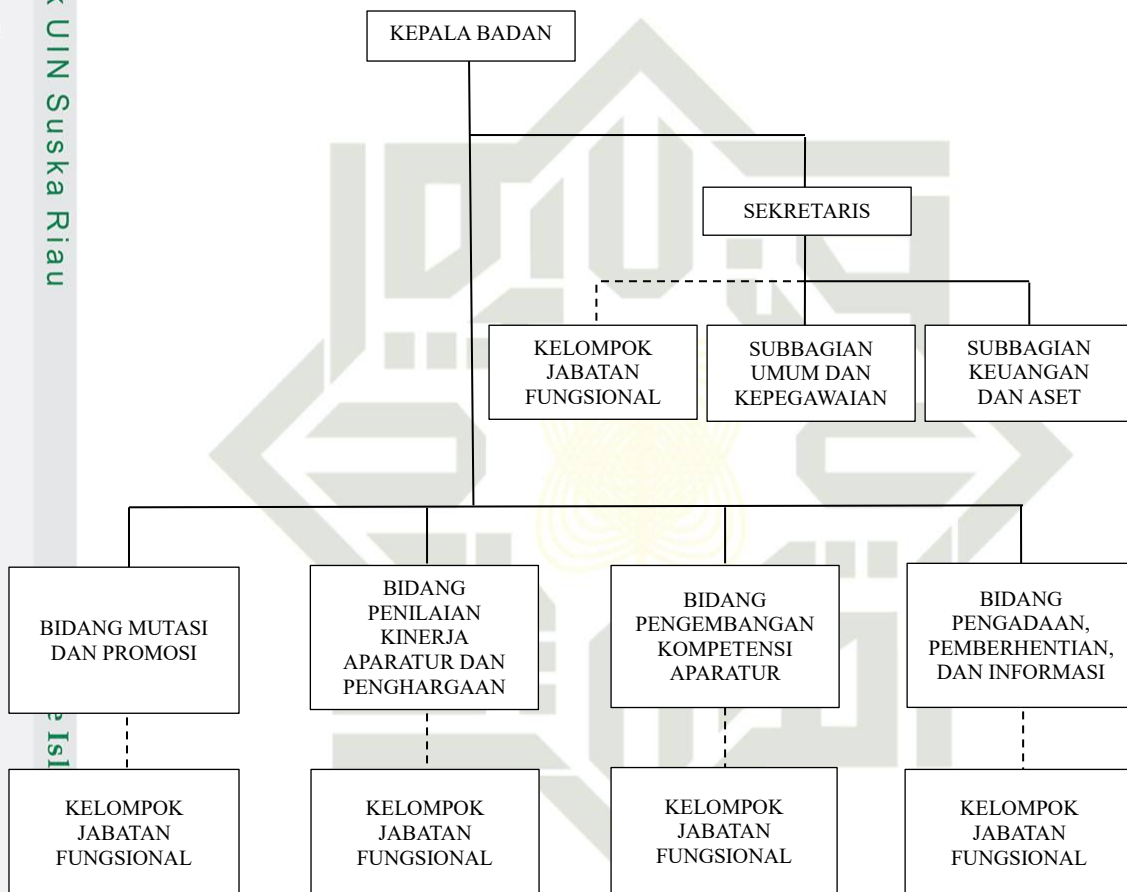 k UIN Suska Riau
KEPALA BADAN
SEKRETARIS
KELOMPOK
JABATAN
FUNGSIONAL
SUBBAGIAN
UMUM DAN
KEPEGAWAIAN
SUBBAGIAN
KEUANGAN
DAN ASET
BIDANG MUTASI
DAN PROMOSI
BIDANG
PENILAIAN
KINERJA
APARATUR DAN
PENGHARGAAN
BIDANG
PENGEMBANGAN
KOMPETENSI
APARATUR
BIDANG
PENGADAAN,
PEMBERHENTIAN,
DAN INFORMASI
e Isl
KELOMPOK
JABATAN
FUNGSIONAL
KELOMPOK
JABATAN
FUNGSIONAL
KELOMPOK
JABATAN
FUNGSIONAL
KELOMPOK
JABATAN
FUNGSIONAL